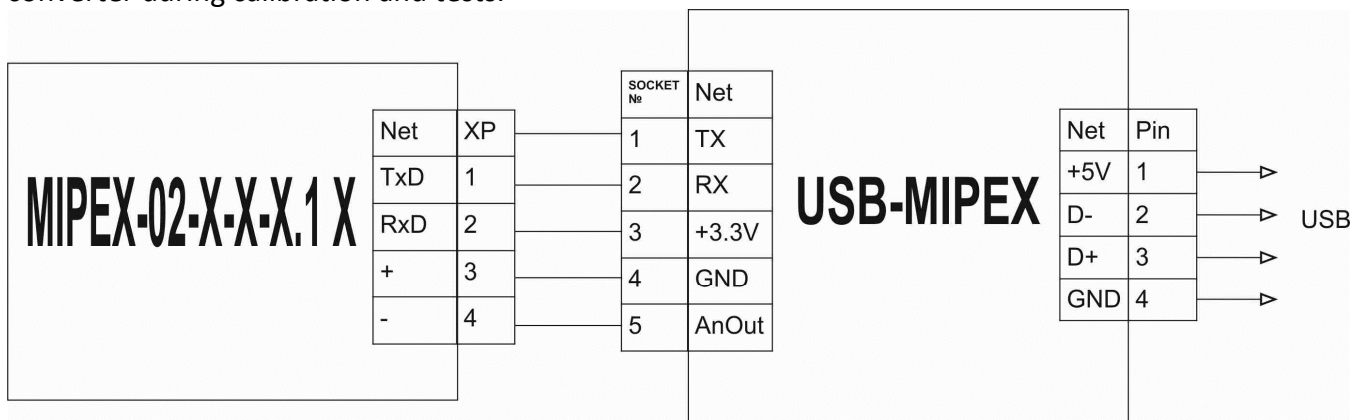 converter during calibration and tests.
MIPEX-02-X-X-X.1 X
Net XP
TxD 1
RxD 2
+ 3
- 4
SOCKET
№ Net
1 TX
2 RX
3 +3.3V
4 GND
5 AnOut
USB-MIPEX
Net Pin
+5V 1
D- 2
D+ 3
GND 4
USB